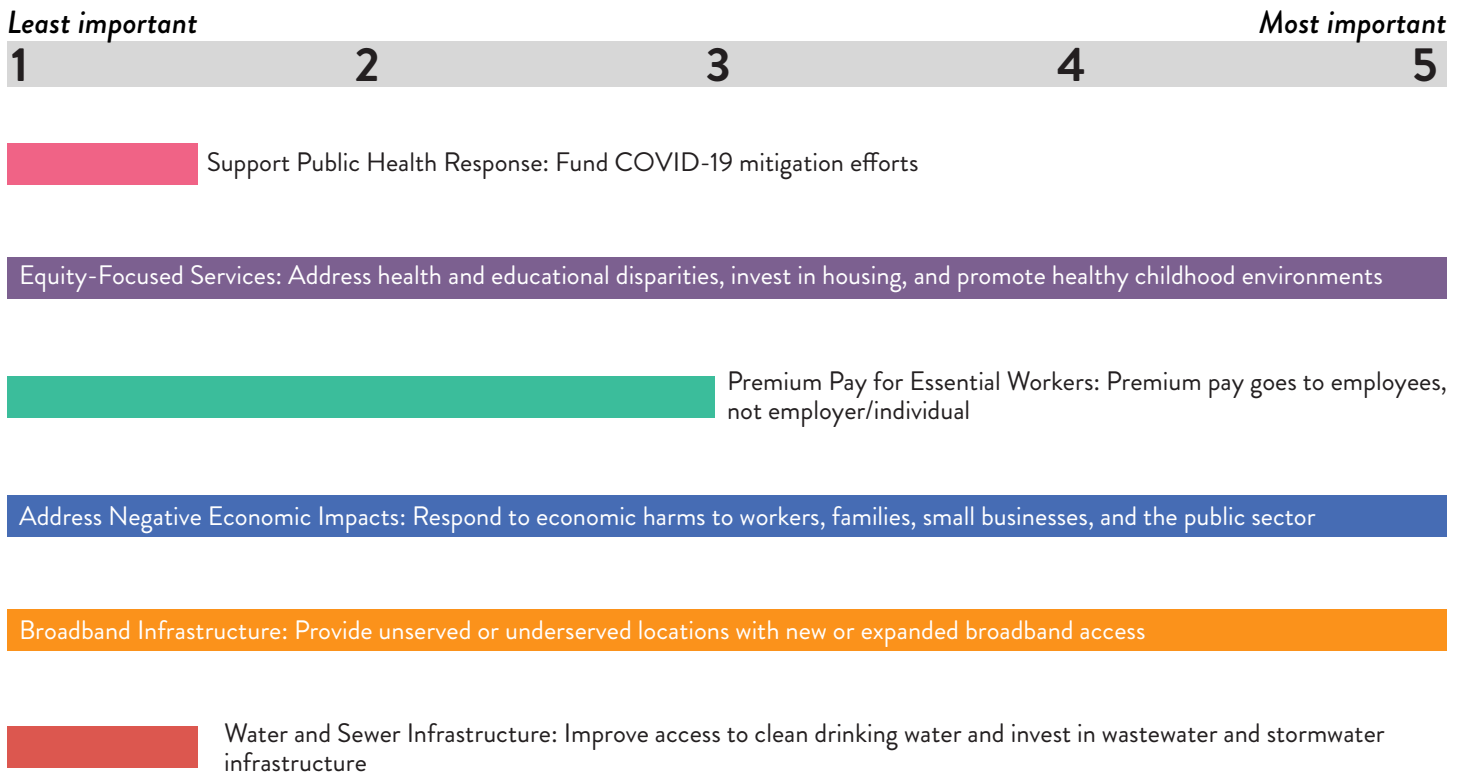 Least important Most important
1 2 3 4 5
Support Public Health Response: Fund COVID-19 mitigation efforts
Equity-Focused Services: Address health and educational disparities, invest in housing, and promote healthy childhood environments
Premium Pay for Essential Workers: Premium pay goes to employees,
not employer/individual
Address Negative Economic Impacts: Respond to economic harms to workers, families, small businesses, and the public sector
Broadband Infrastructure: Provide unserved or underserved locations with new or expanded broadband access
Water and Sewer Infrastructure: Improve access to clean drinking water and invest in wastewater and stormwater
infrastructure